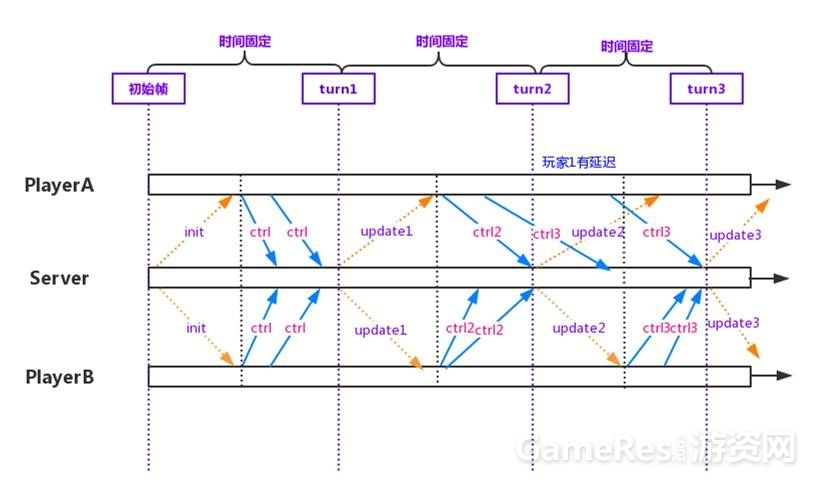 时间固定
时间固定
时间固定
初始帧
turn1
turn2
turn3
玩家1有延迟
PlayerA
init
ctrl
ctrl
update1
ctrl2
ctrl3
update2
ctrl3
update3
Server
init
ctrl
ctrl
update1
ctrl2
ctrl2
update2
ctrl3
ctrl3
update3
PlayerB
GameRes游资网